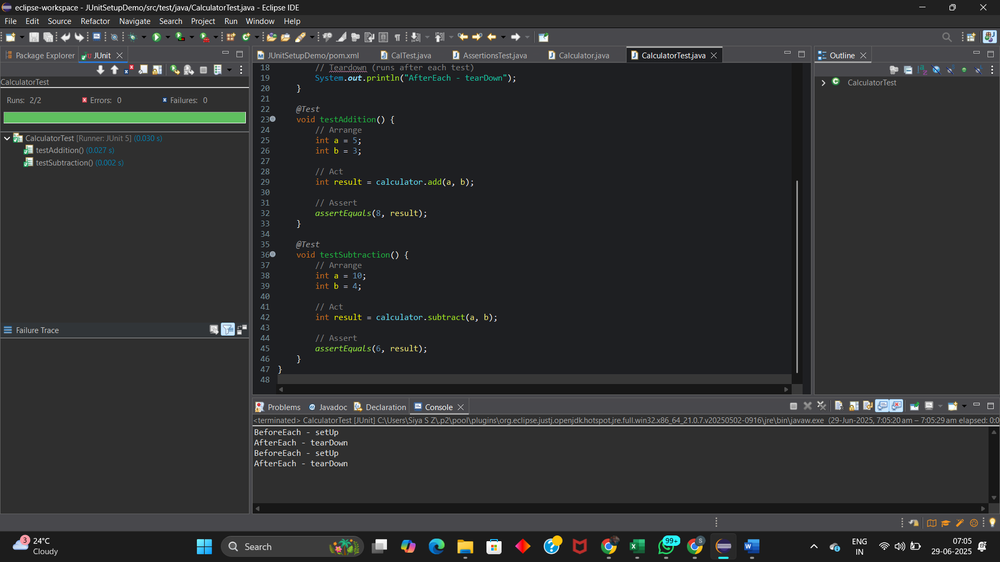 eclipse-workspace - JUnitSetupDemo/src/test/java/CalculatorTest.java - Eclipse IDE
File Edit Source Refactor Navigate Search Project Run Window Help
Package Explorer JUnit
JUnitSetupDemo/pom.xml CalTest.java AssertionsTest.java Calculator.java CalculatorTest.java
Outline
CalculatorTest
Runs: 2/2 Errors: 0 Failures: 0
CalculatorTest [Runner: JUnit 5] (0.030 s)
testAddition() (0.027 s)
testSubtraction() (0.002 s)
Failure Trace
18 // Teardown (runs after each test)
19 System.out.println("AfterEach - tearDown");
20 }
21
22 @Test
23 void testAddition() {
24 // Arrange
25 int a = 5;
26 int b = 3;
27
28 // Act
29 int result = calculator.add(a, b);
30
31 // Assert
32 assertEquals(8, result);
33 }
34
35 @Test
36 void testSubtraction() {
37 // Arrange
38 int a = 10;
39 int b = 4;
40
41 // Act
42 int result = calculator.subtract(a, b);
43
44 // Assert
45 assertEquals(6, result);
46 }
47 }
48
CalculatorTest
Problems Javadoc Declaration Console
<terminated> CalculatorTest [JUnit] C:\Users\Siya S Z\.p2\pool\plugins\org.eclipse.justj.openjdk.hotspot.jre.full.win32.x86_64_21.0.7.v20250502-0916\jre\bin\javaw.exe (29-Jun-2025, 7:05:20 am – 7:05:29 am elapsed: 0:0
BeforeEach - setUp
AfterEach - tearDown
BeforeEach - setUp
AfterEach - tearDown
3
24°C
Cloudy
Search
99+
S
ENG
IN
07:05
29-06-2025